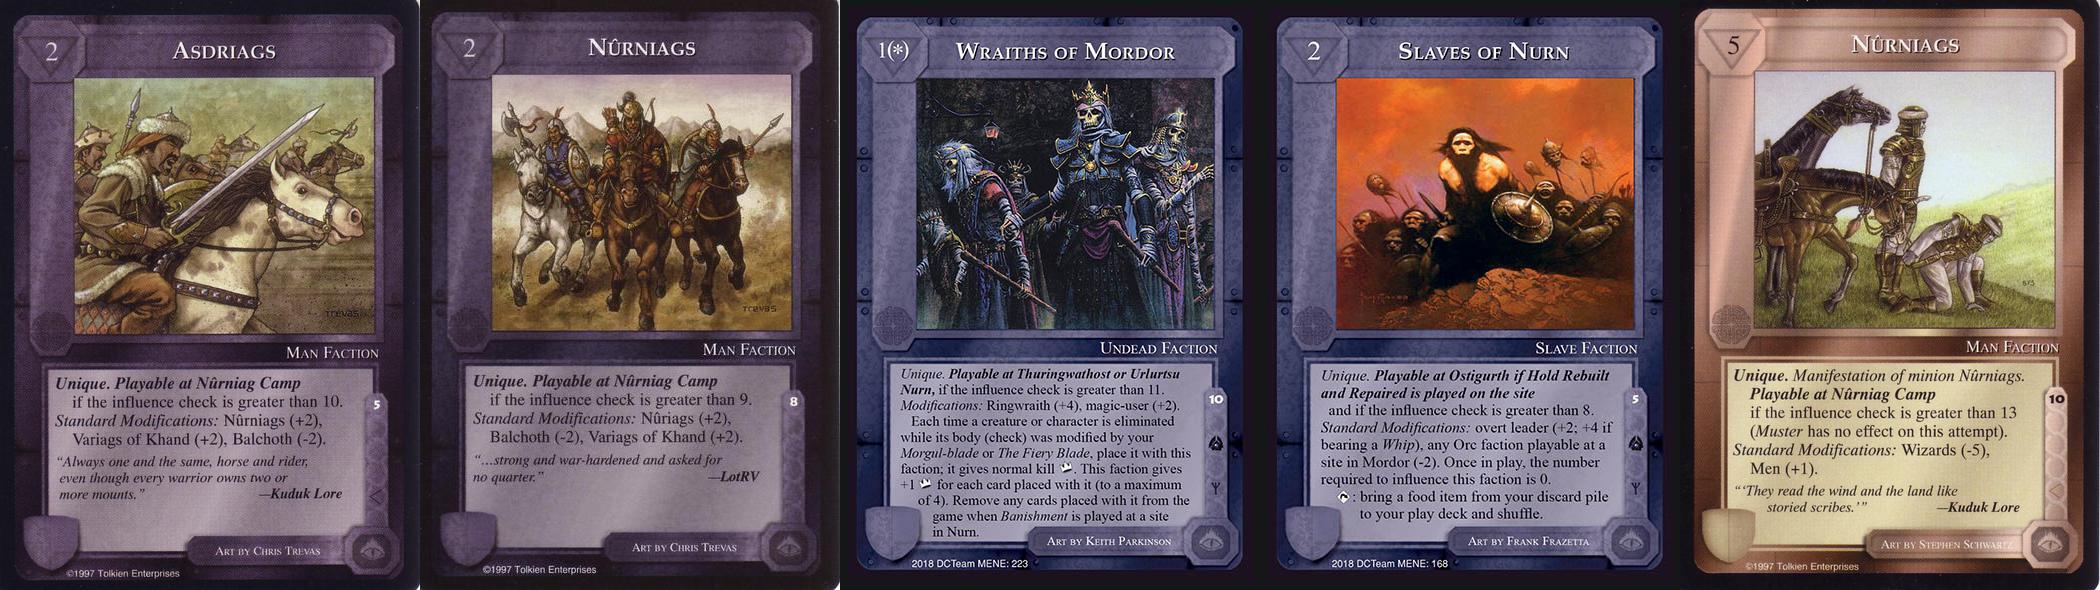 2
ASDRIAGS
TREVAS
MAN FACTION
Unique. Playable at Nûrniag Camp
if the influence check is greater than 10.
Standard Modifications: Nûrniags (+2),
Variags of Khand (+2), Balchoth (-2).
“Always one and the same, horse and rider,
even though every warrior owns two or
more mounts.” —Kuduk Lore
5
ART BY CHRIS TREVAS
©1997 Tolkien Enterprises
2
NÛRNIAGS
TREVAS
MAN FACTION
Unique. Playable at Nûrniag Camp
if the influence check is greater than 9.
Standard Modifications: Nûriags (+2),
Balchoth (-2), Variags of Khand (+2).
“...strong and war-hardened and asked for
no quarter.” —LotRV
8
ART BY CHRIS TREVAS
©1997 Tolkien Enterprises
1(*)
WRAITHS OF MORDOR
UNDEAD FACTION
Unique. Playable at Thuringwathost or Urlurtsu
Nurn, if the influence check is greater than 11.
Modifications: Ringwraith (+4), magic-user (+2).
Each time a creature or character is eliminated
while its body (check) was modified by your
Morgul-blade or The Fiery Blade, place it with this
faction; it gives normal kill . This faction gives
+1 for each card placed with it (to a maximum
of 4). Remove any cards placed with it from the
game when Banishment is played at a site
in Nurn.
10
ART BY KEITH PARKINSON
2018 DCTeam MENE: 223
2
SLAVES OF NURN
SLAVE FACTION
Unique. Playable at Ostigurth if Hold Rebuilt
and Repaired is played on the site
and if the influence check is greater than 8.
Standard Modifications: overt leader (+2; +4 if
bearing a Whip), any Orc faction playable at a
site in Mordor (-2). Once in play, the number
required to influence this faction is 0.
: bring a food item from your discard pile
to your play deck and shuffle.
5
ART BY FRANK FRAZETTA
2018 DCTeam MENE: 168
5
NÛRNIAGS
MAN FACTION
Unique. Manifestation of minion Nûrniags.
Playable at Nûrniag Camp
if the influence check is greater than 13
(Muster has no effect on this attempt).
Standard Modifications: Wizards (-5),
Men (+1).
“‘They read the wind and the land like
storied scribes.’” —Kuduk Lore
10
ART BY STEPHEN SCHWARTZ
©1997 Tolkien Enterprises